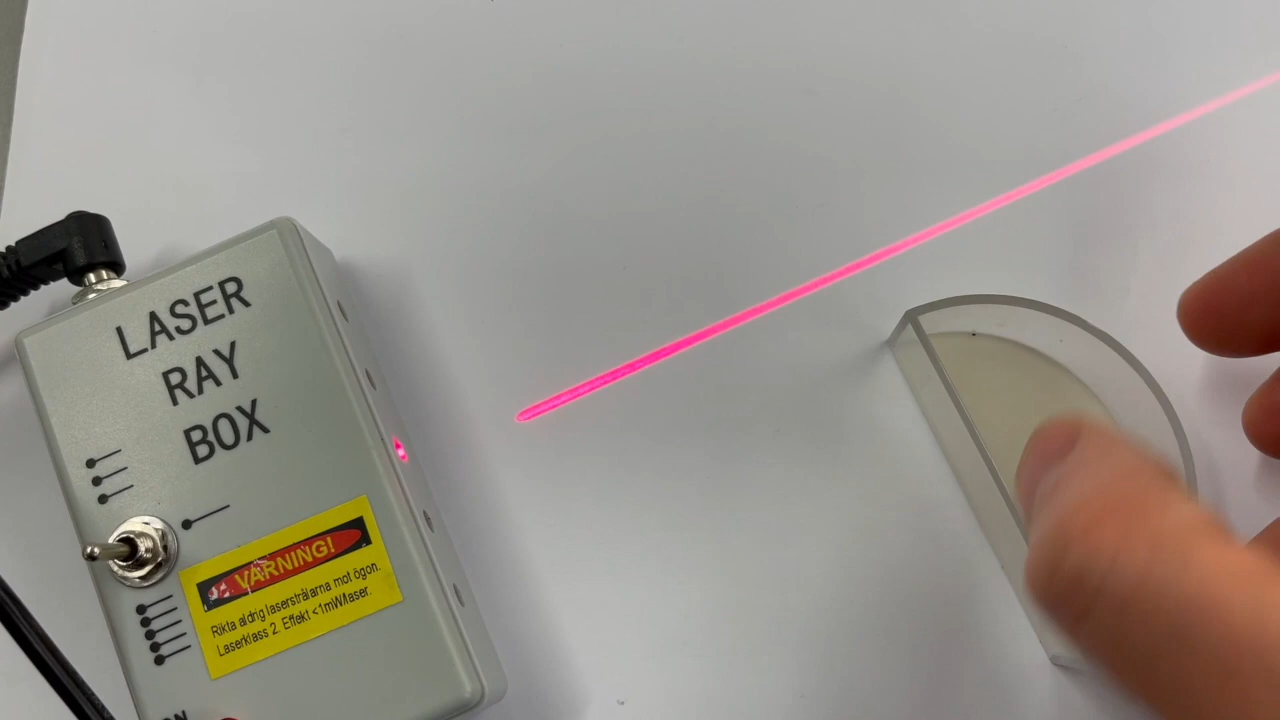 LASER
RAY
BOX
VARNING!
Rikta aldrig laserstrålarna mot ögon.
Laserklass 2. Effekt <1mW/laser.